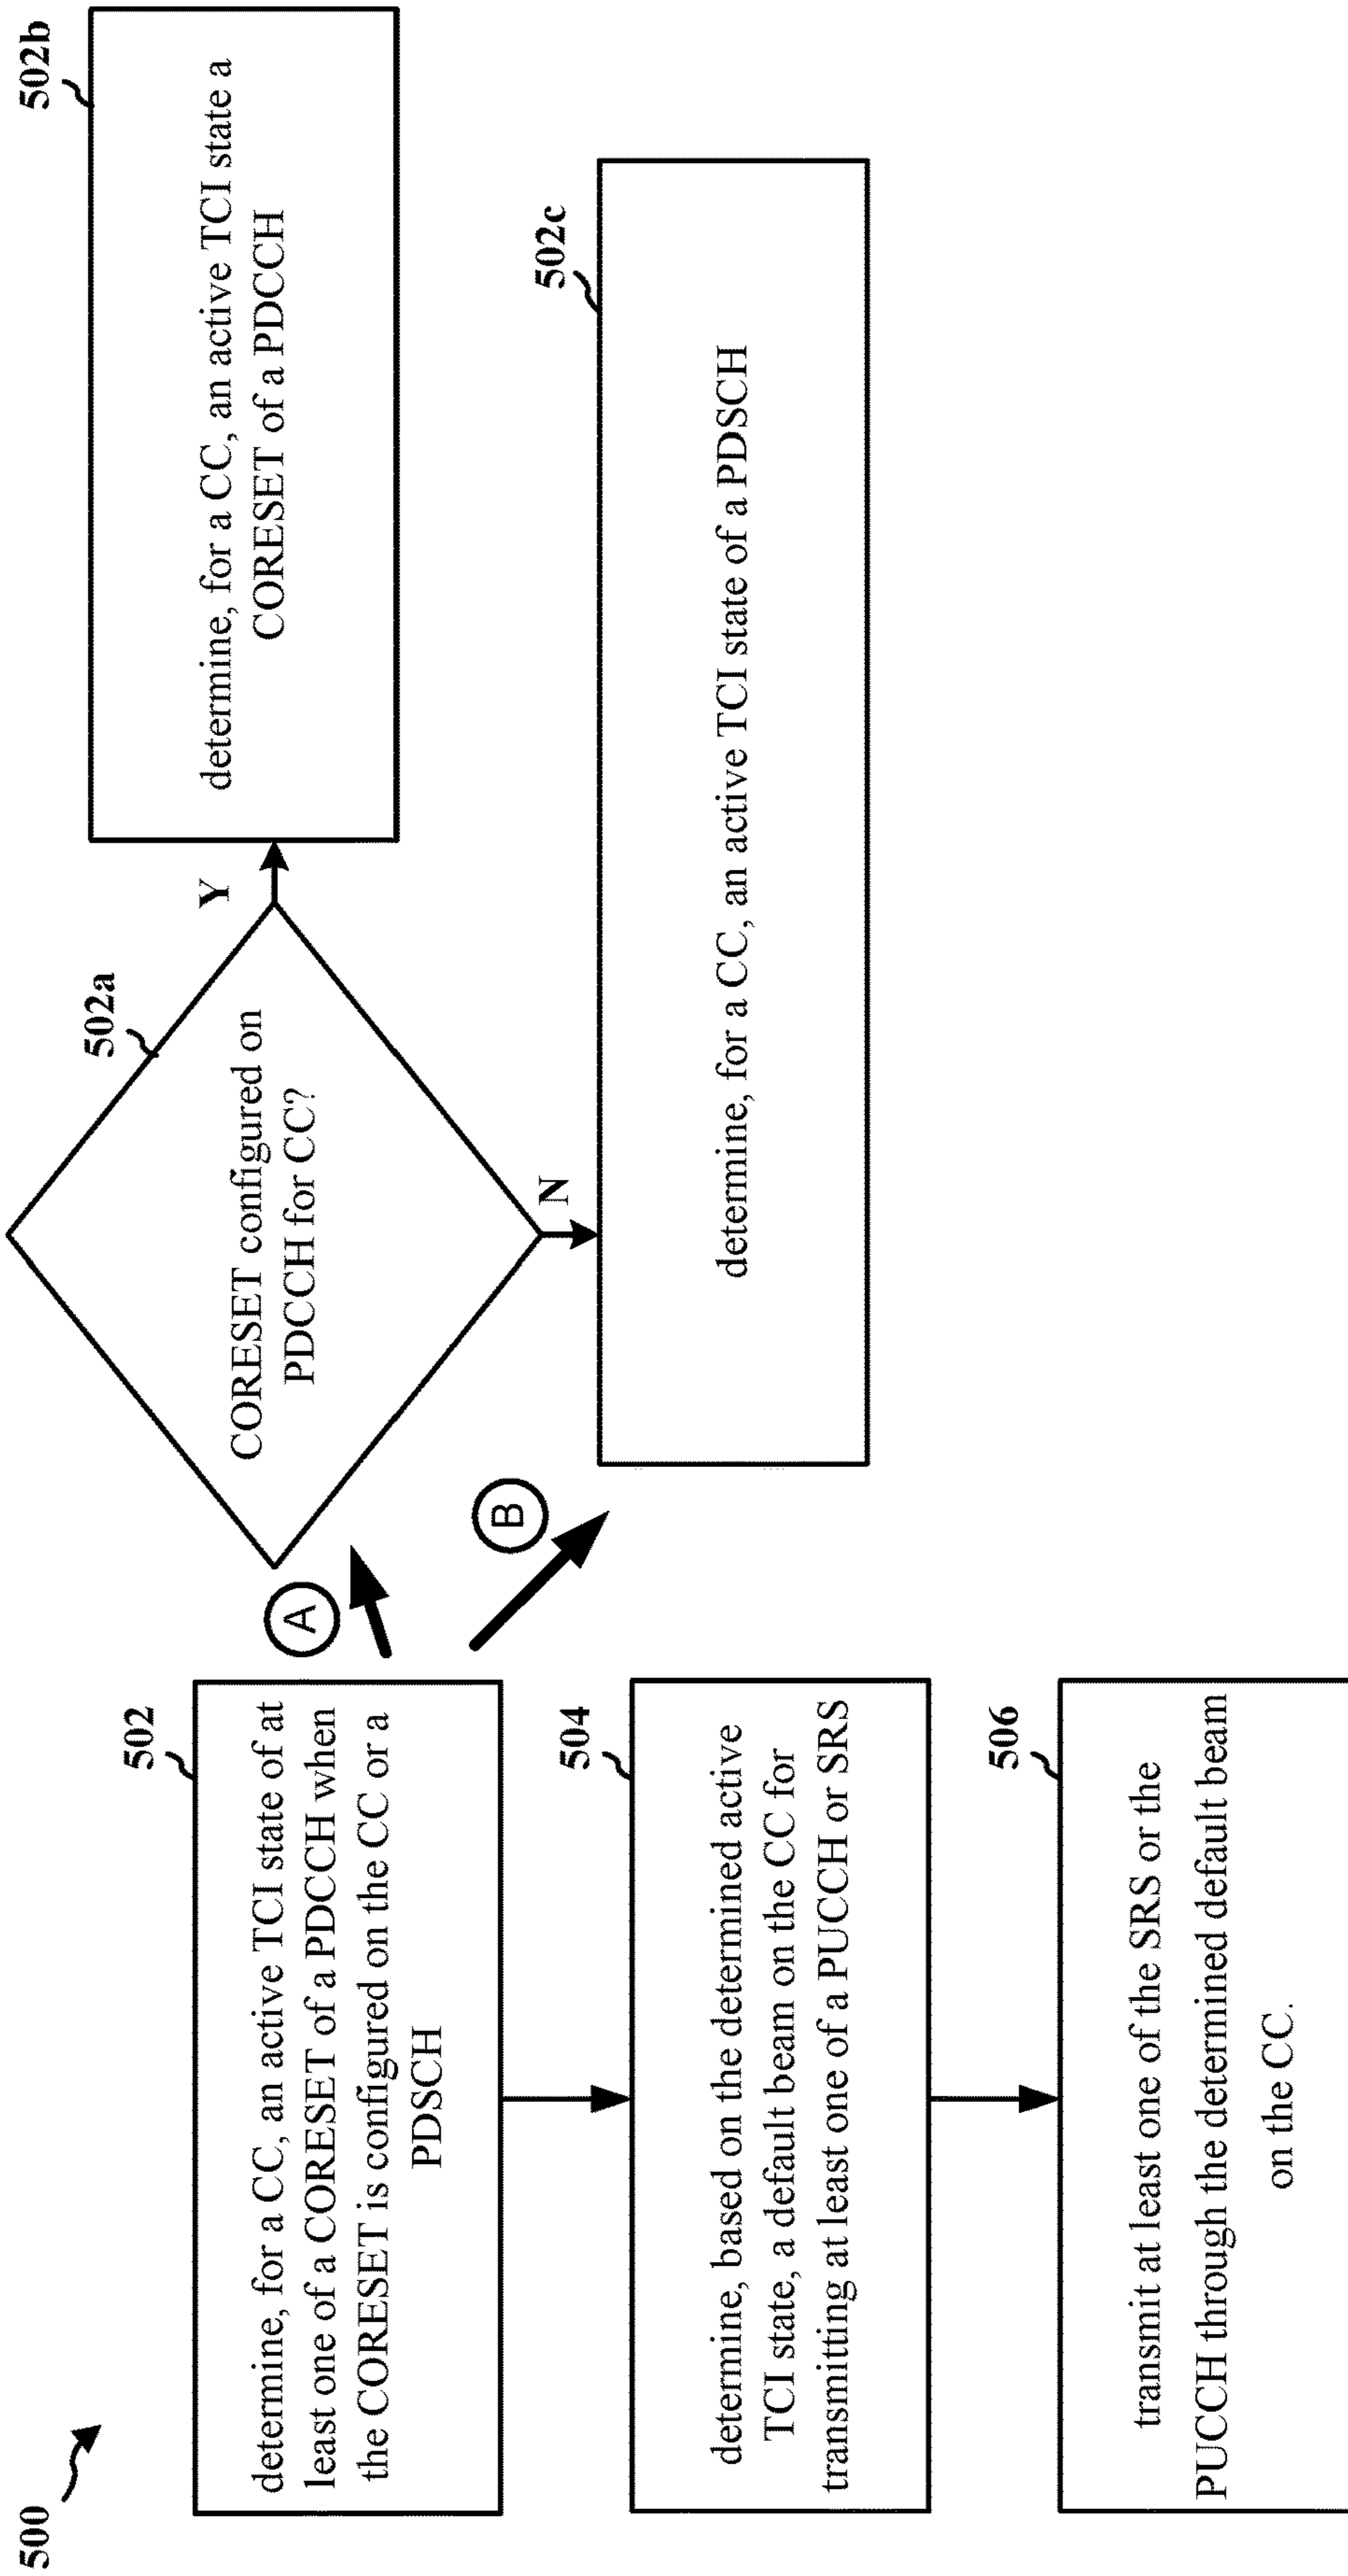 500
502
determine, for a CC, an active TCI state of at
least one of a CORESET of a PDCCH when
the CORESET is configured on the CC or a
PDSCH
504
determine, based on the determined active
TCI state, a default beam on the CC for
transmitting at least one of a PUCCH or SRS
506
transmit at least one of the SRS or the
PUCCH through the determined default beam
on the CC.
A
B
502a
CORESET configured on
PDCCH for CC?
Y
N
502b
determine, for a CC, an active TCI state a
CORESET of a PDCCH
502c
determine, for a CC, an active TCI state of a PDSCH